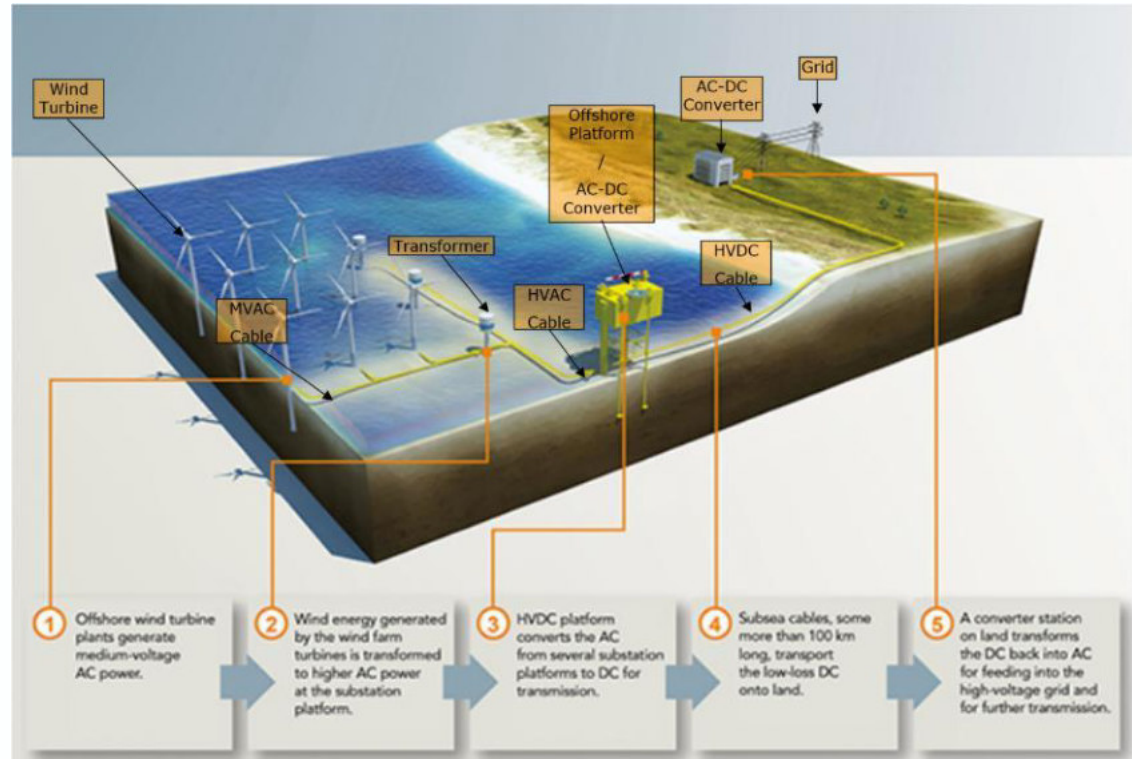 Wind
Turbine
Offshore
Platform
/
AC-DC
Converter
AC-DC
Converter
Grid
Transformer
MVAC
Cable
HVAC
Cable
HVDC
Cable
1
Offshore wind turbine
plants generate
medium-voltage
AC power.
2
Wind energy generated
by the wind farm
turbines is transformed
to higher AC power
at the substation
platform.
3
HVDC platform
converts the AC
from several substation
platforms to DC for
transmission.
4
Subsea cables, some
more than 100 km
long, transport
the low-loss DC
onto land.
5
A converter station
on land transforms
the DC back into AC
for feeding into the
high-voltage grid and
for further transmission.